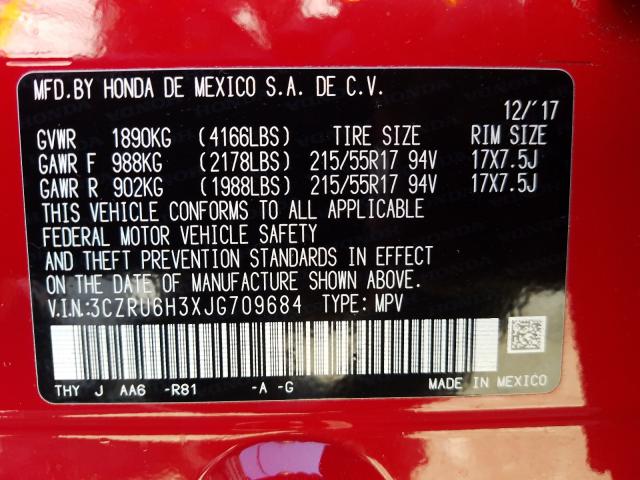 MFD. BY HONDA DE MEXICO S.A. DE C.V.
12/'17
GVWR 1890KG (4166LBS) TIRE SIZE RIM SIZE
GAWR F 988KG (2178LBS) 215/55R17 94V 17X7.5J
GAWR R 902KG (1988LBS) 215/55R17 94V 17X7.5J
THIS VEHICLE CONFORMS TO ALL APPLICABLE
FEDERAL MOTOR VEHICLE SAFETY
AND THEFT PREVENTION STANDARDS IN EFFECT
ON THE DATE OF MANUFACTURE SHOWN ABOVE.
V.I.N:3CZRU6H3XJG709684 TYPE: MPV
THY J AA6 -R81 -A -G MADE IN MEXICO